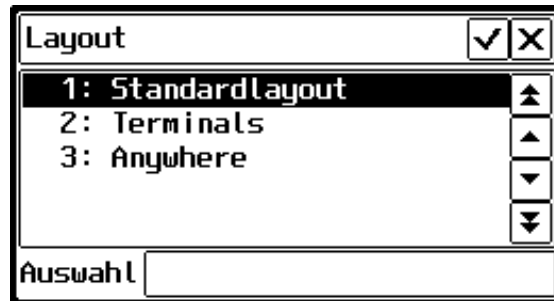 Layout
1: Standardlayout
2: Terminals
3: Anywhere
Auswahl